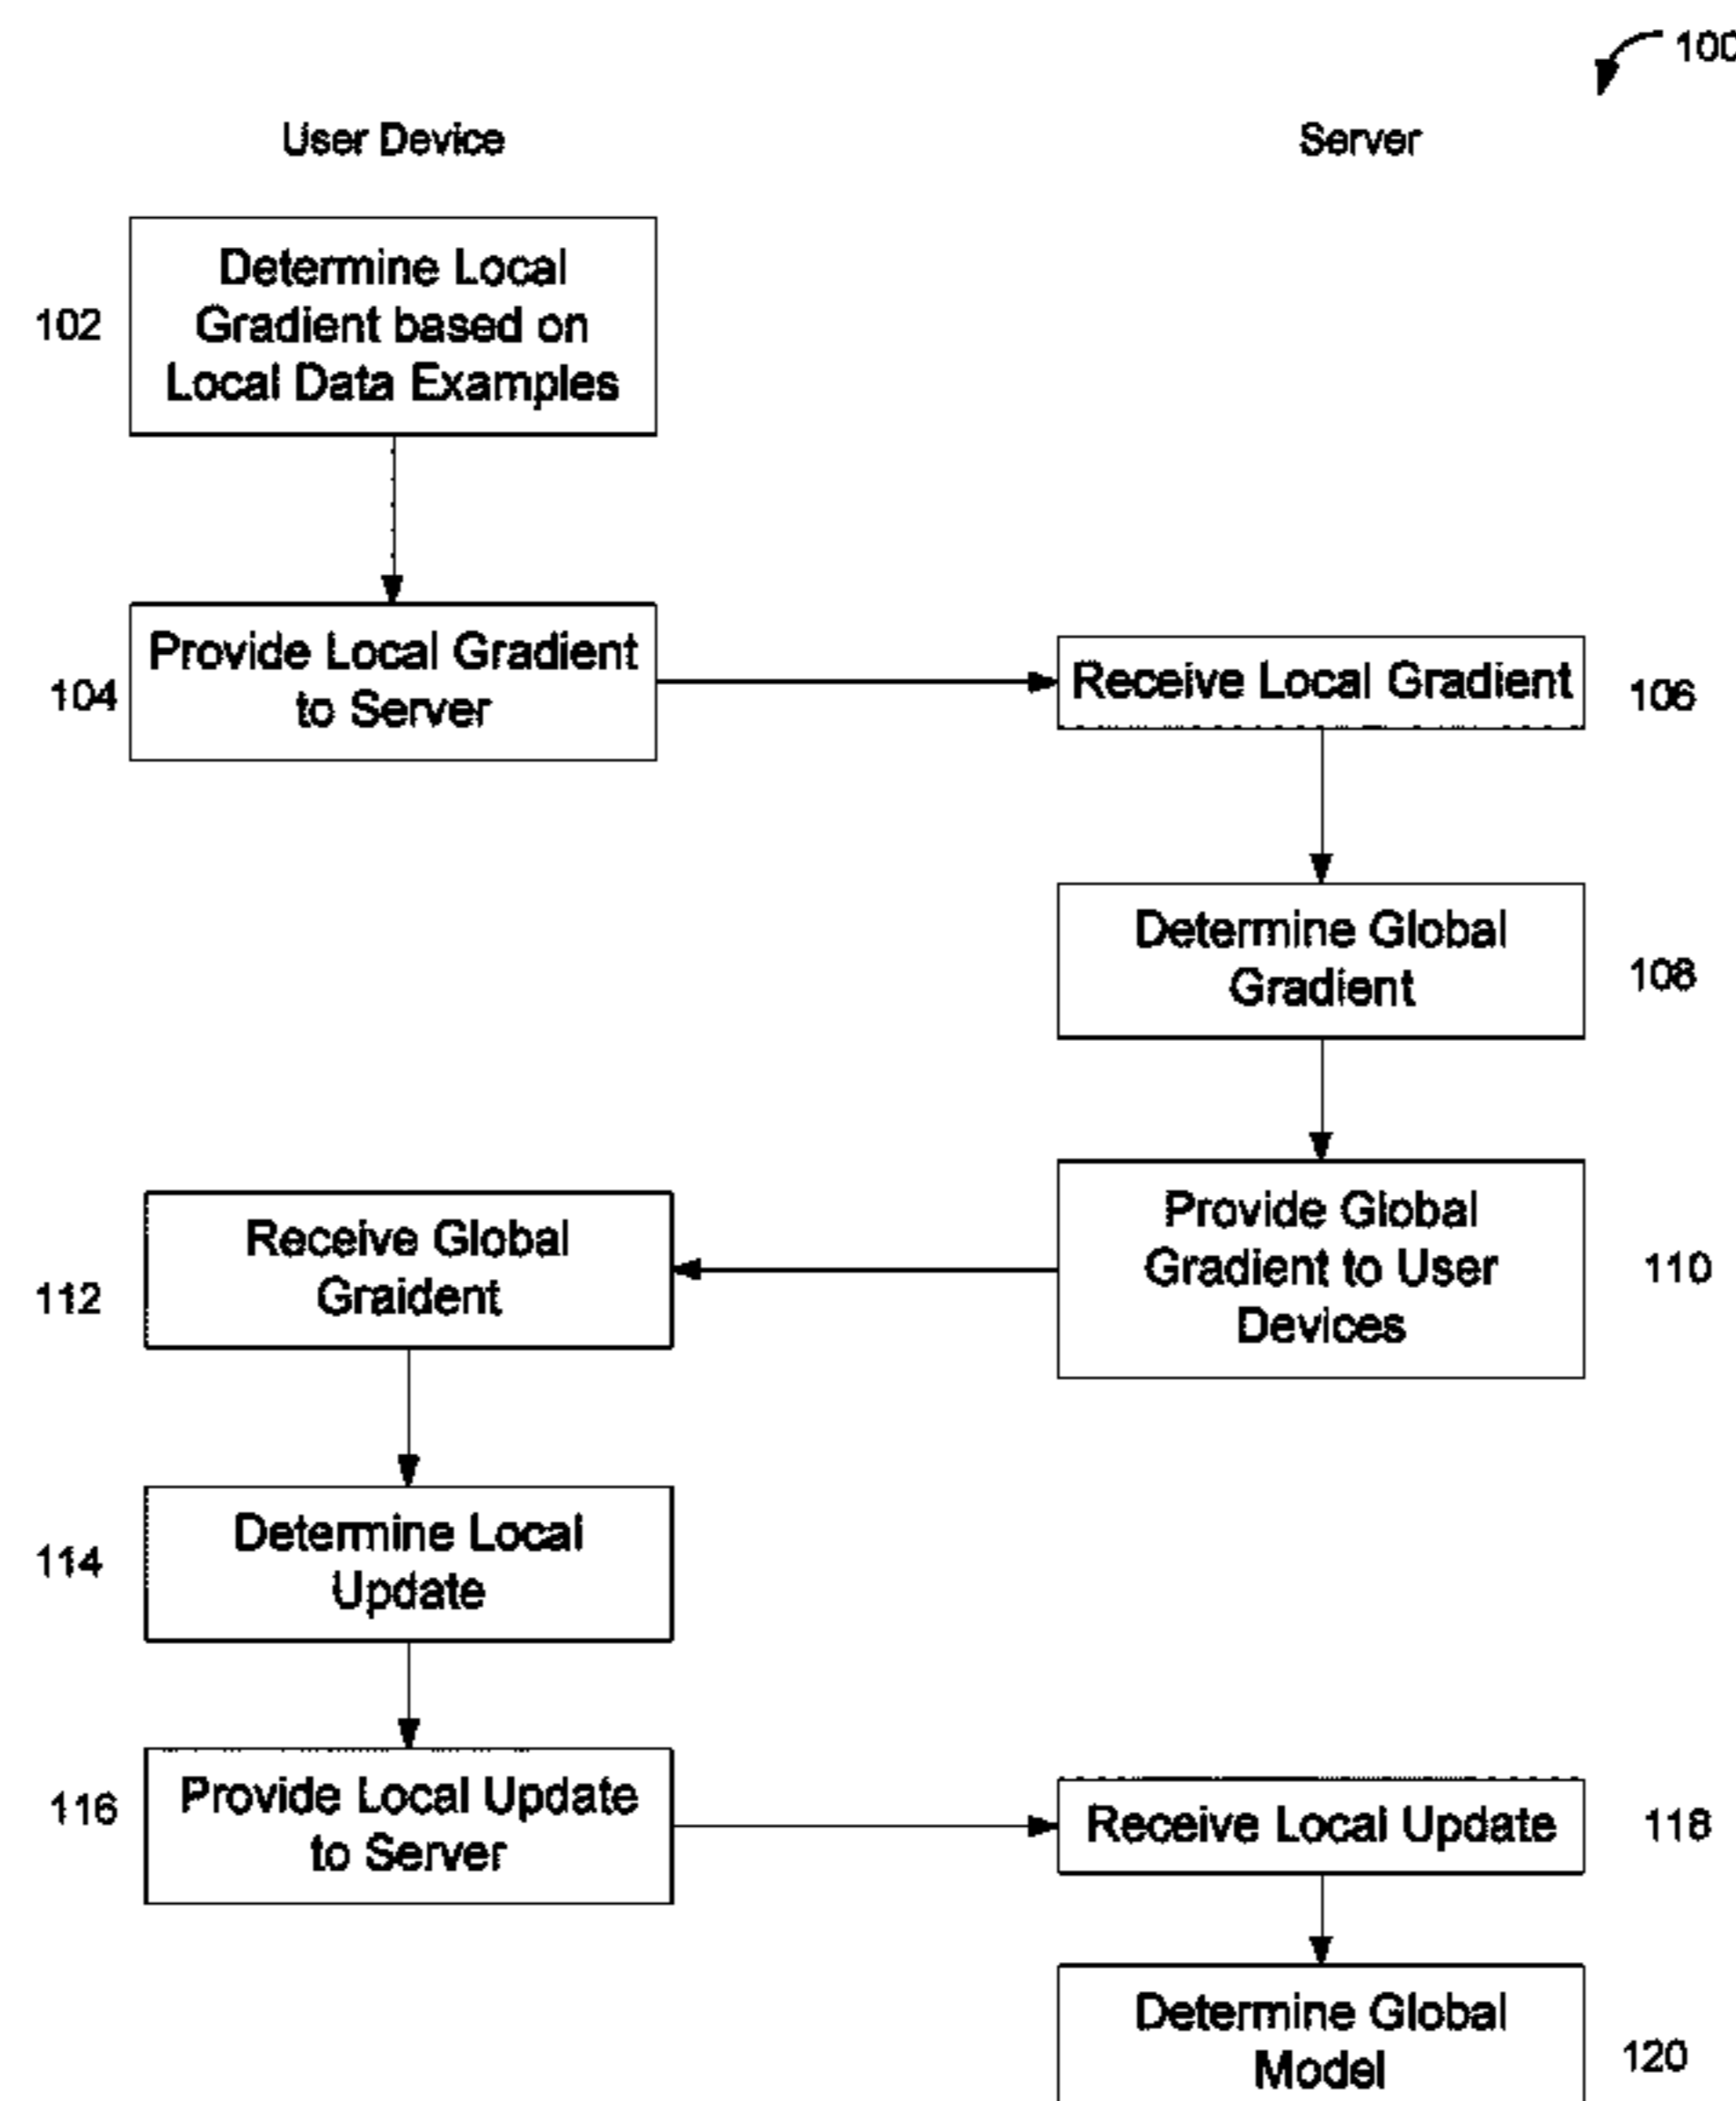 100
User Device
Server
102
Determine Local
Gradient based on
Local Data Examples
104
Provide Local Gradient
to Server
Receive Local Gradient
106
Determine Global
Gradient
108
Provide Global
Gradient to User
Devices
110
112
Receive Global
Graident
114
Determine Local
Update
116
Provide Local Update
to Server
Receive Local Update
118
Determine Global
Model
120